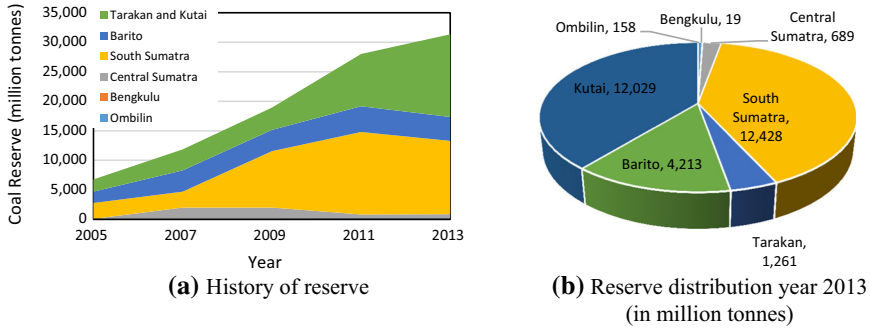 35,000
30,000
25,000
20,000
15,000
10,000
5,000
0
Coal Reserve (million tonnes)
Tarakan and Kutai
Barito
South Sumatra
Central Sumatra
Bengkulu
Ombilin
2005 2007 2009 2011 2013
Year
(a) History of reserve
Ombilin, 158
Bengkulu, 19
Central
Sumatra, 689
Kutai, 12,029
South
Sumatra,
12,428
Barito, 4,213
Tarakan,
1,261
(b) Reserve distribution year 2013
(in million tonnes)